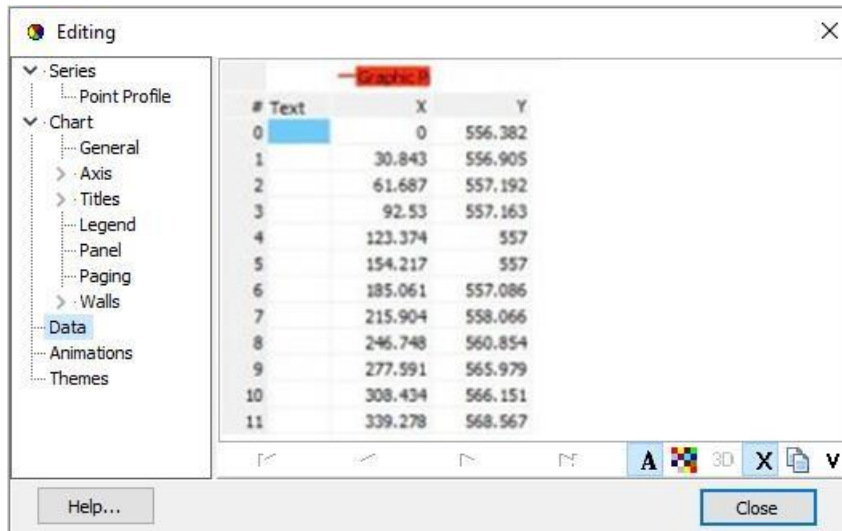 Editing
Series
Point Profile
Chart
General
Axis
Titles
Legend
Panel
Paging
Walls
Data
Animations
Themes
Graphic P
# Text X Y
0 0 556.382
1 30.843 556.905
2 61.687 557.192
3 92.53 557.163
4 123.374 557
5 154.217 557
6 185.061 557.086
7 215.904 558.066
8 246.748 560.854
9 277.591 565.979
10 308.434 566.151
11 339.278 568.567
A 3D X V
Help... Close